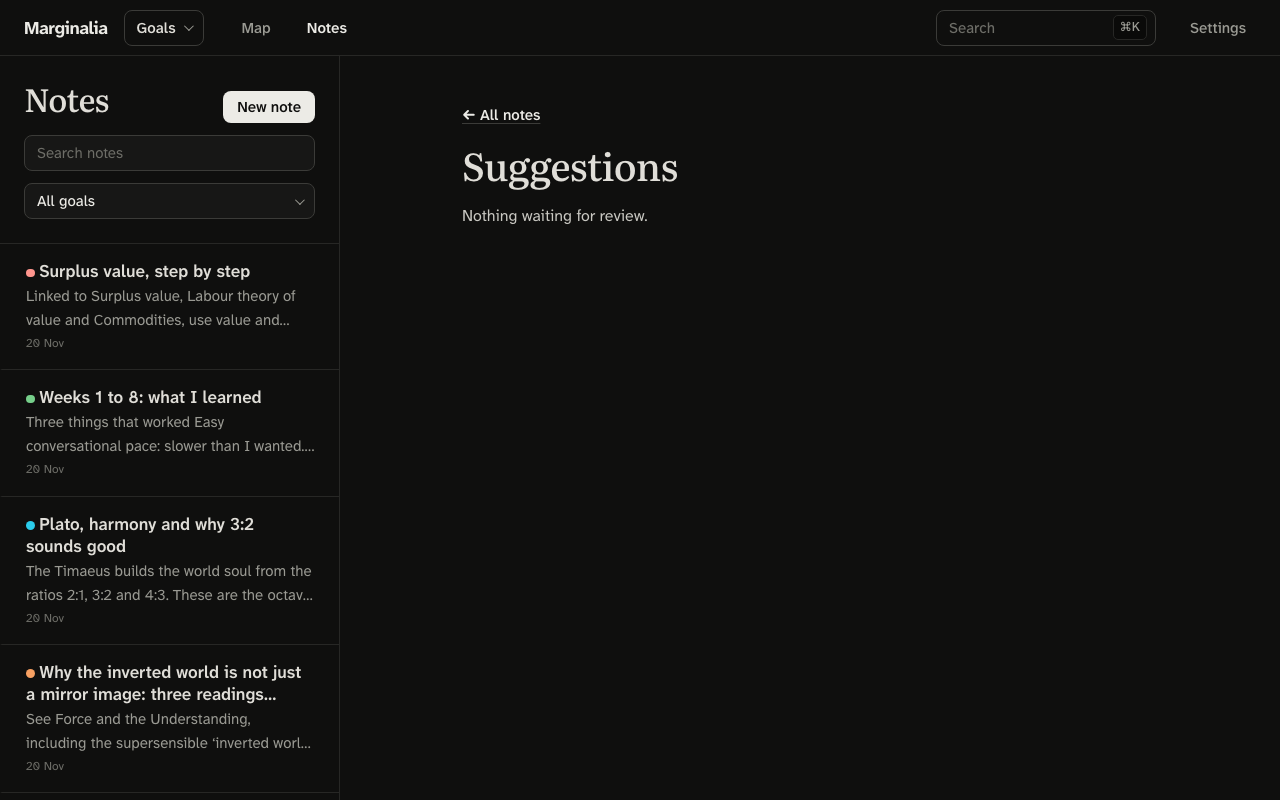 Marginalia
Goals
Map
Notes
Search
⌘K
Settings
Notes
New note
Search notes
All goals
Surplus value, step by step
Linked to Surplus value, Labour theory of
value and Commodities, use value and…
20 Nov
Weeks 1 to 8: what I learned
Three things that worked Easy
conversational pace: slower than I wanted.…
20 Nov
Plato, harmony and why 3:2
sounds good
The Timaeus builds the world soul from the
ratios 2:1, 3:2 and 4:3. These are the octav…
20 Nov
Why the inverted world is not just
a mirror image: three readings…
See Force and the Understanding,
including the supersensible ‘inverted worl…
20 Nov
← All notes
Suggestions
Nothing waiting for review.